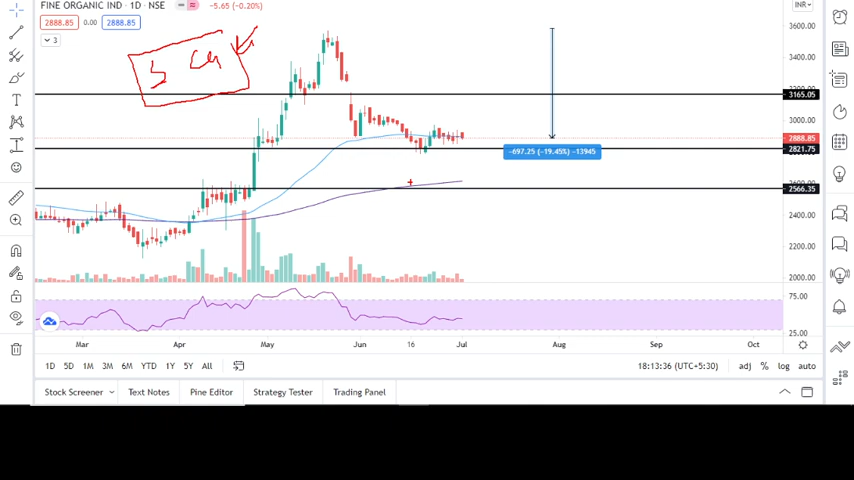 FINE ORGANIC IND · 1D · NSE
-5.65 (-0.20%)
INR
2888.85
0.00
2888.85
3
3600.00
3400.00
3165.05
3000.00
2888.85
2821.75
2566.35
2400.00
2200.00
2000.00
-697.25 (-19.45%) -13945
75.00
25.00
Mar
Apr
May
Jun
16
Jul
Aug
Sep
Oct
1D
5D
1M
3M
6M
YTD
1Y
5Y
All
18:13:36 (UTC+5:30)
adj
%
log
auto
Stock Screener
Text Notes
Pine Editor
Strategy Tester
Trading Panel